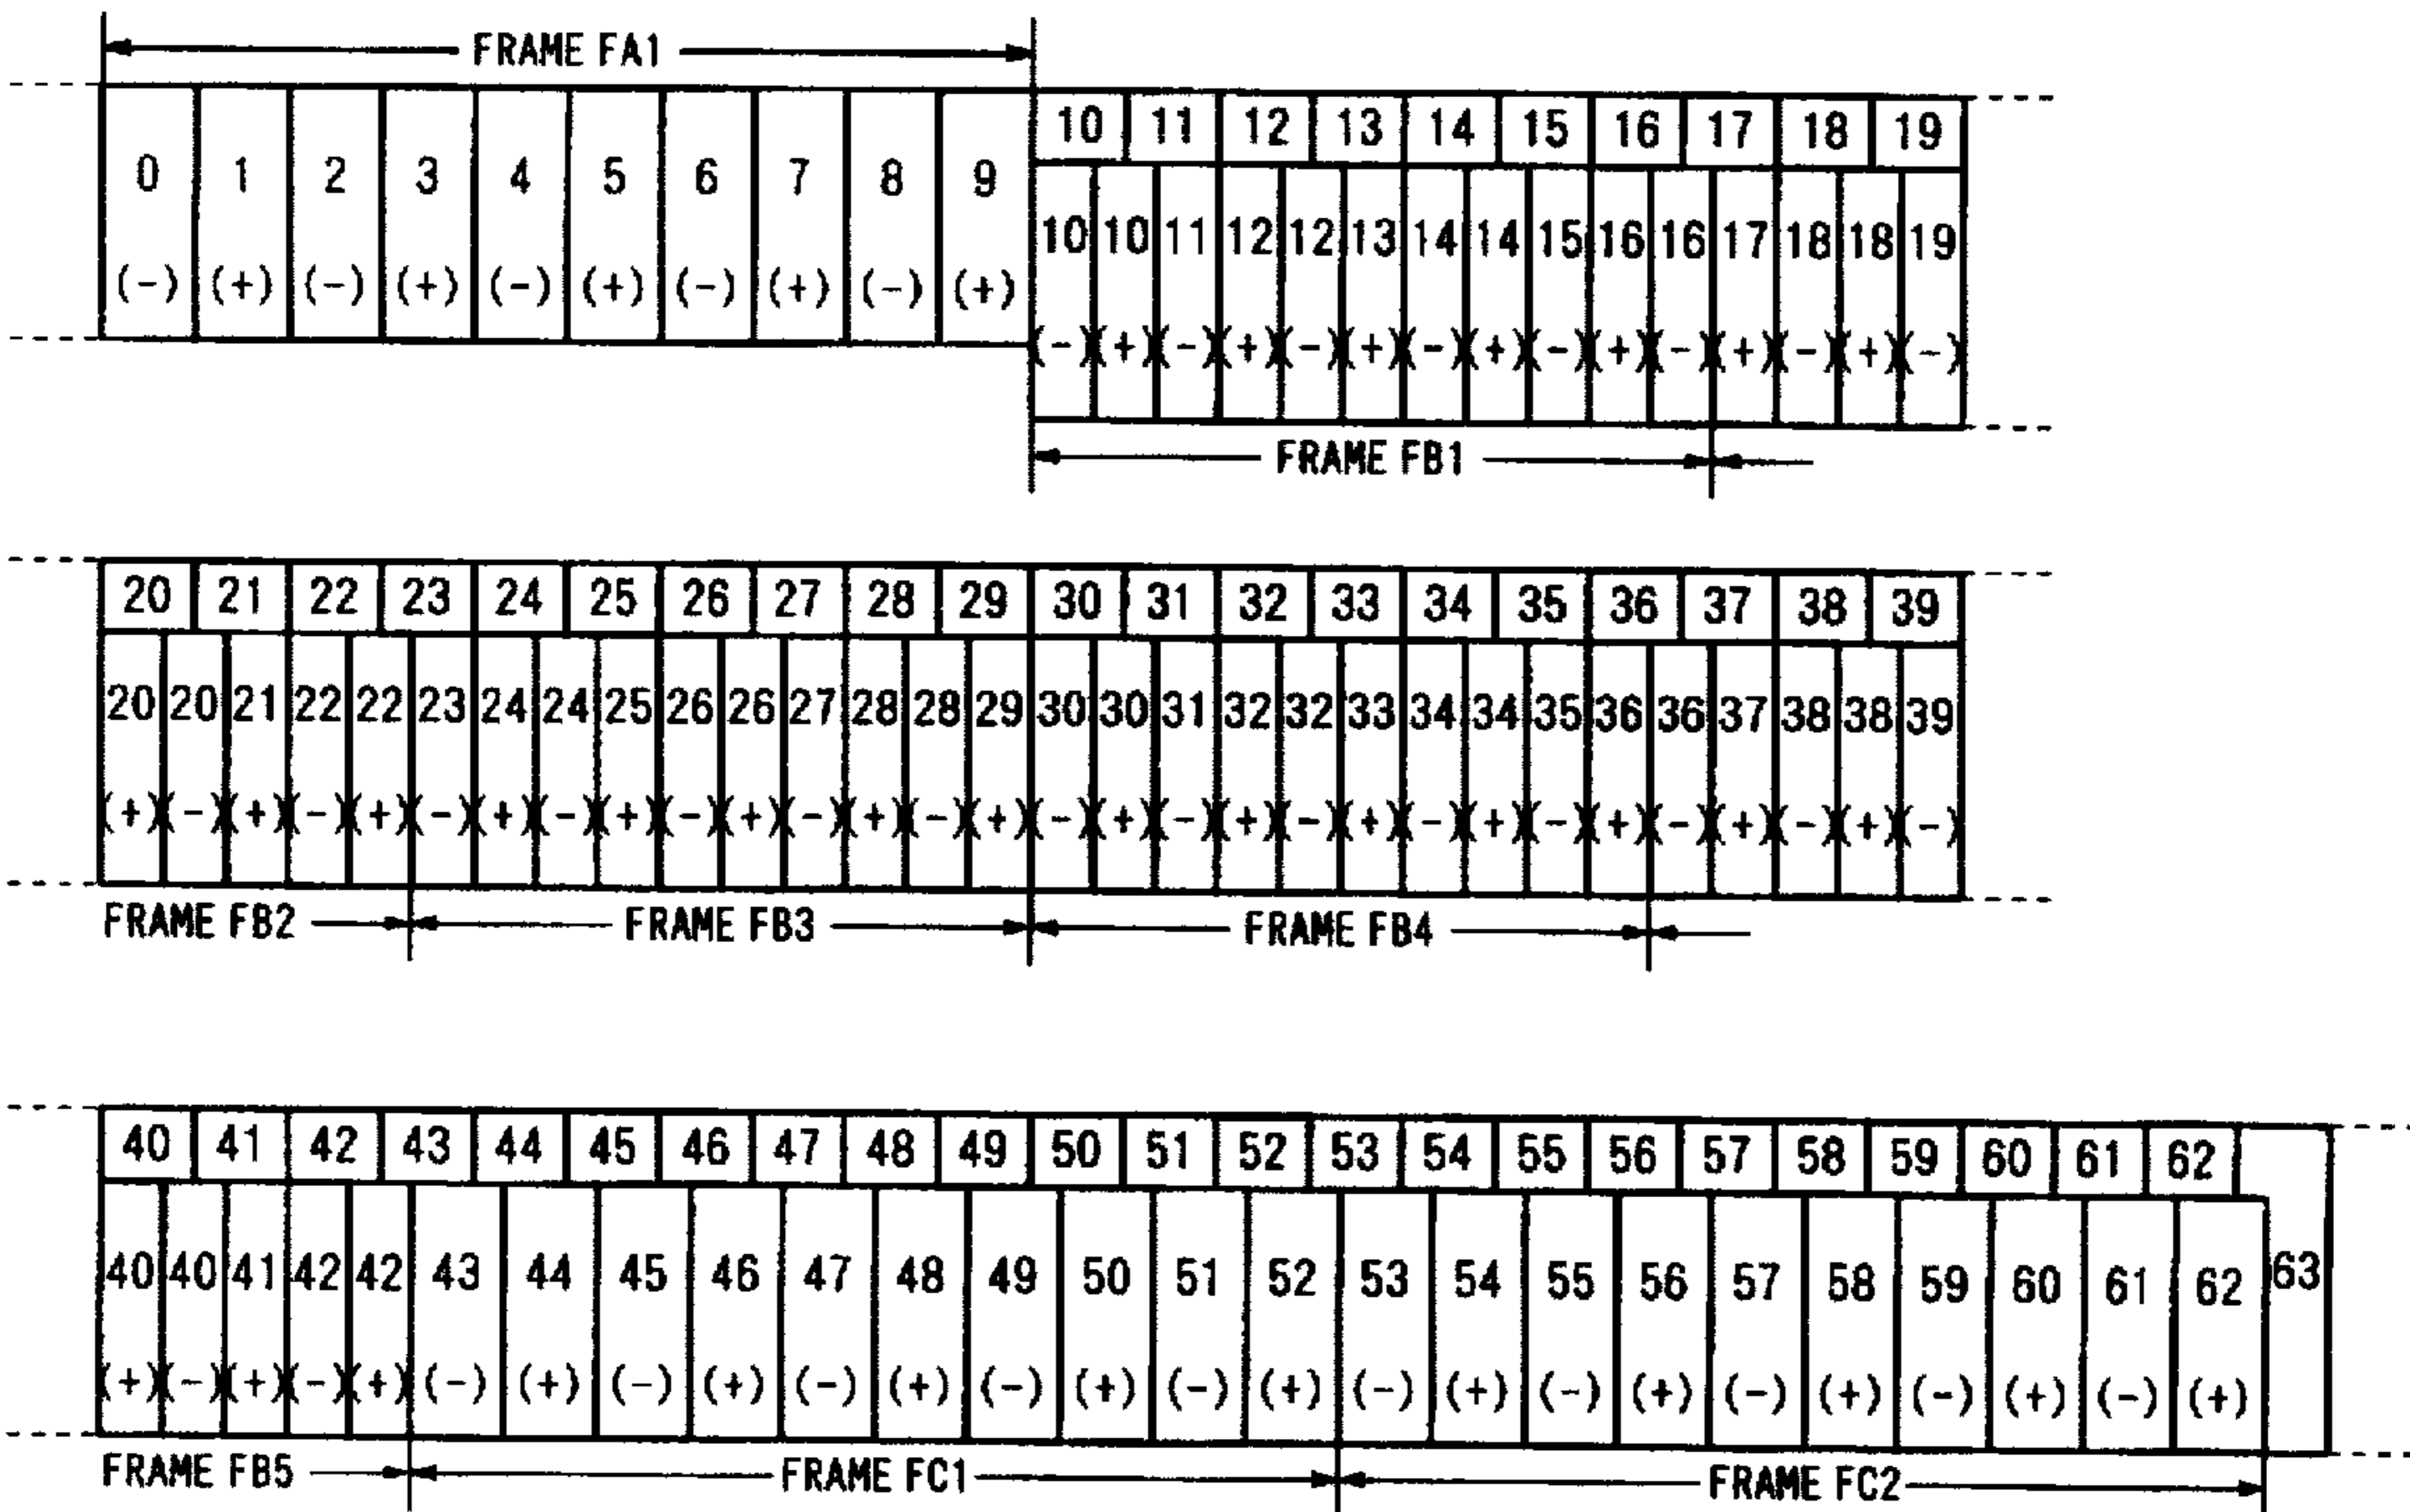 FRAME FA1
10 11 12 13 14 15 16 17 18 19
0 1 2 3 4 5 6 7 8 9
10 10 11 12 12 13 14 14 15 16 16 17 18 18 19
(-) (+) (-) (+) (-) (+) (-) (+) (-) (+)
(-) (+) (-) (+) (-) (+) (-) (+) (-) (+) (-) (+) (-) (+) (-)
FRAME FB1
20 21 22 23 24 25 26 27 28 29 30 31 32 33 34 35 36 37 38 39
20 20 21 22 22 23 24 24 25 26 26 27 28 28 29 30 30 31 32 32 33 34 34 35 36 36 37 38 38 39
(+) (-) (+) (-) (+) (-) (+) (-) (+) (-) (+) (-) (+) (-) (+) (-) (+) (-) (+) (-) (+) (-) (+) (-) (+) (-) (+) (-) (+) (-)
FRAME FB2 FRAME FB3 FRAME FB4
40 41 42 43 44 45 46 47 48 49 50 51 52 53 54 55 56 57 58 59 60 61 62
40 40 41 42 42 43 44 45 46 47 48 49 50 51 52 53 54 55 56 57 58 59 60 61 62 63
(+) (-) (+) (-) (+) (-) (+) (-) (+) (-) (+) (-) (+) (-) (+) (-) (+) (-) (+) (-) (+) (-) (+) (-) (+)
FRAME FB5 FRAME FC1 FRAME FC2